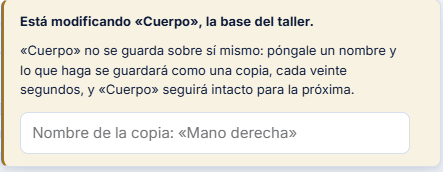 Está modificando «Cuerpo», la base del taller.
«Cuerpo» no se guarda sobre sí mismo: póngale un nombre y
lo que haga se guardará como una copia, cada veinte
segundos, y «Cuerpo» seguirá intacto para la próxima.
Nombre de la copia: «Mano derecha»